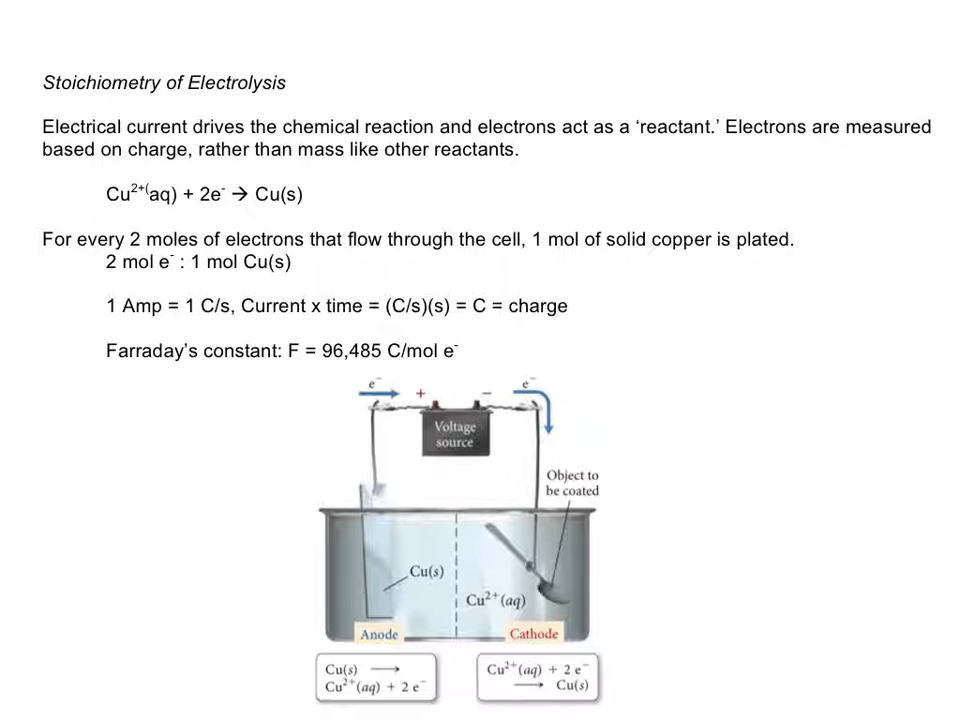 Stoichiometry of Electrolysis
Electrical current drives the chemical reaction and electrons act as a ‘reactant.’ Electrons are measured
based on charge, rather than mass like other reactants.
Cu²⁺⁽aq) + 2e⁻ → Cu(s)
For every 2 moles of electrons that flow through the cell, 1 mol of solid copper is plated.
2 mol e⁻ : 1 mol Cu(s)
1 Amp = 1 C/s, Current x time = (C/s)(s) = C = charge
Farraday’s constant: F = 96,485 C/mol e⁻
e⁻ + − e⁻
Voltage
source
Object to
be coated
Cu(s)
Cu²⁺(aq)
Anode
Cathode
Cu(s) →
Cu²⁺(aq) + 2 e⁻
Cu²⁺(aq) + 2 e⁻
→ Cu(s)